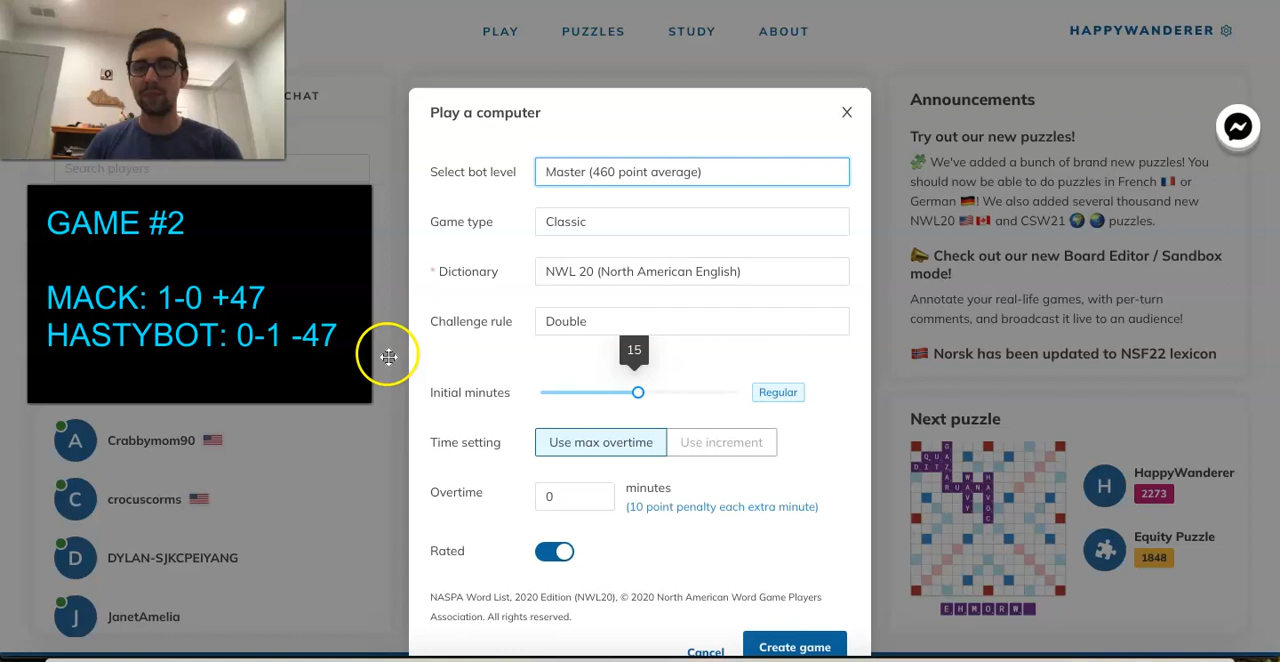 PLAY PUZZLES STUDY ABOUT
HAPPYWANDERER
CHAT
Search players
GAME #2
MACK: 1-0 +47
HASTYBOT: 0-1 -47
A Crabbymom90
C crocuscorms
D DYLAN-SJKCPEIYANG
J JanetAmelia
Play a computer X
Select bot level Master (460 point average)
Game type Classic
* Dictionary NWL 20 (North American English)
Challenge rule Double
15
Initial minutes Regular
Time setting Use max overtime Use increment
Overtime 0 minutes
(10 point penalty each extra minute)
Rated
NASPA Word List, 2020 Edition (NWL20), © 2020 North American Word Game Players
Association. All rights reserved.
Cancel Create game
Announcements
Try out our new puzzles!
We've added a bunch of brand new puzzles! You
should now be able to do puzzles in French or
German ! We also added several thousand new
NWL20 and CSW21 puzzles.
Check out our new Board Editor / Sandbox
mode!
Annotate your real-life games, with per-turn
comments, and broadcast it live to an audience!
Norsk has been updated to NSF22 lexicon
Next puzzle
H HappyWanderer
2273
Equity Puzzle
1848
E H M O R W